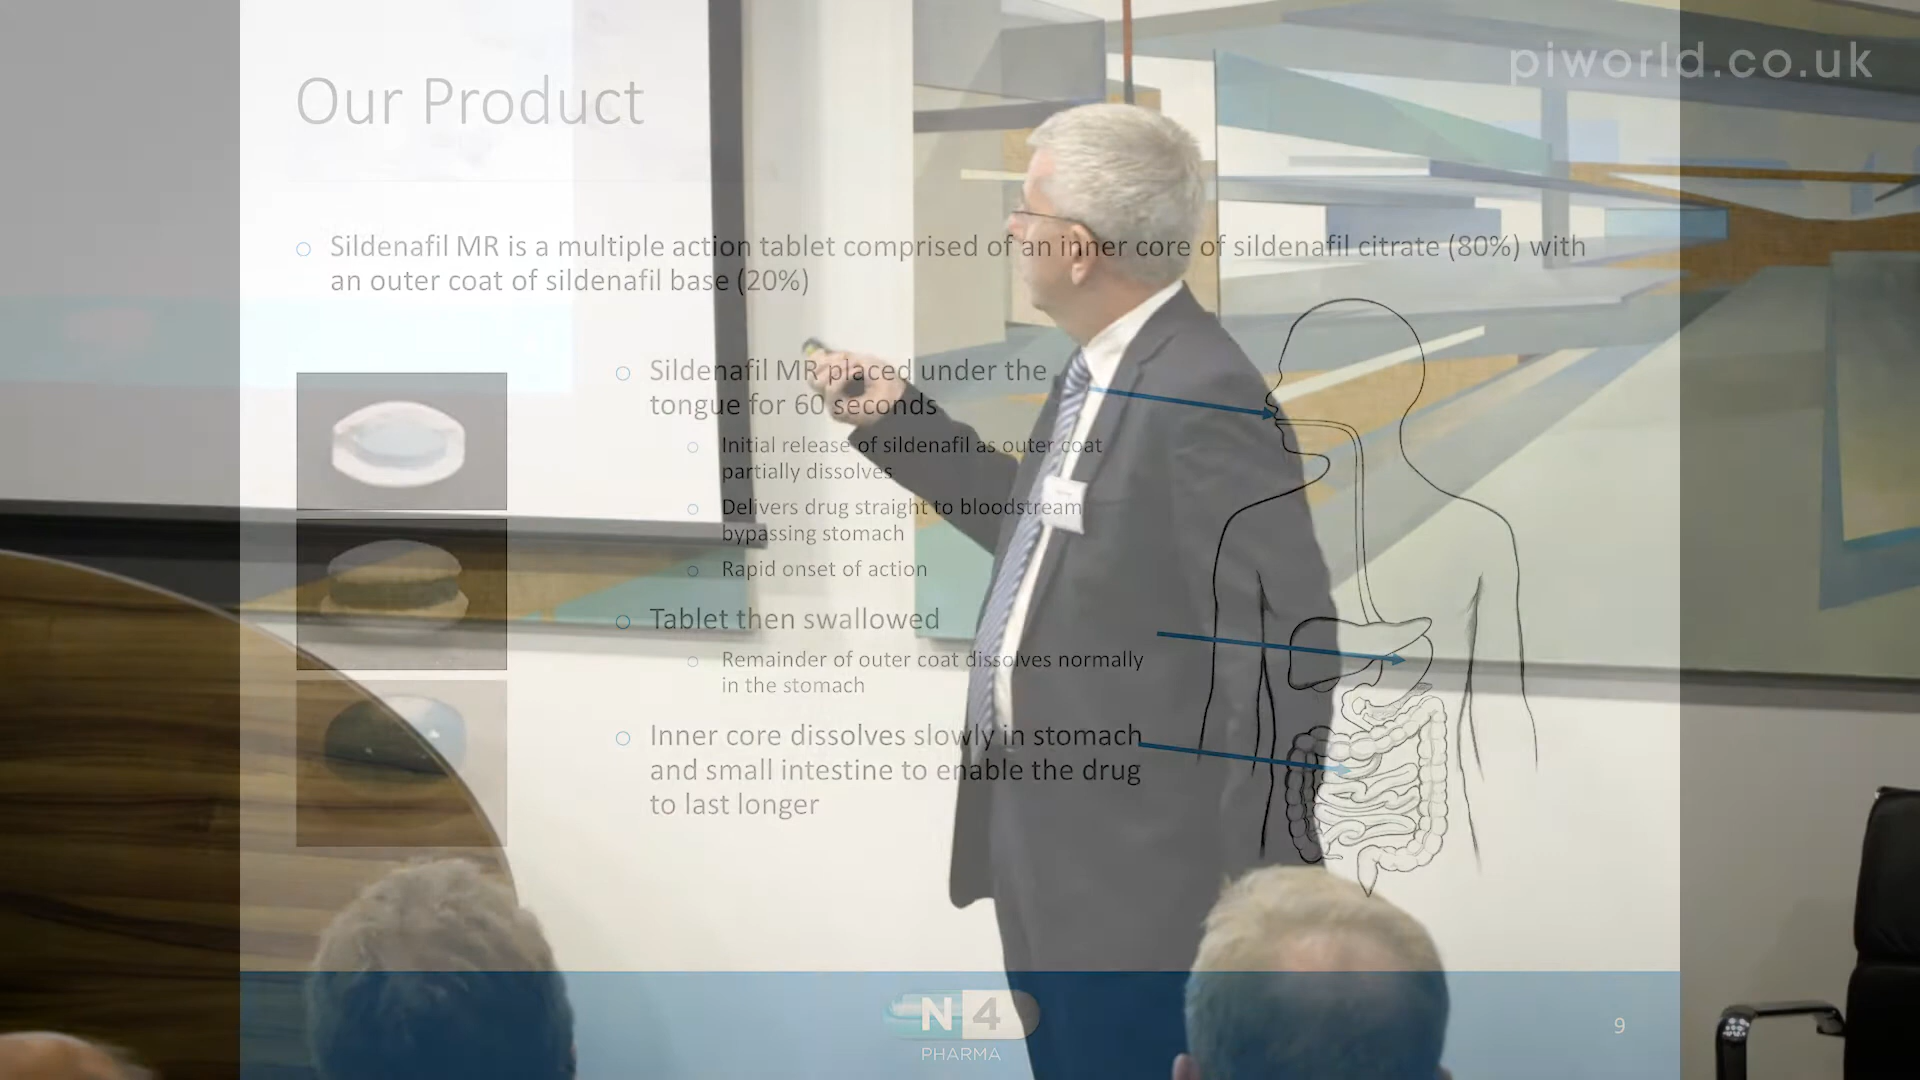 piworld.co.uk
Our Product
Sildenafil MR is a multiple action tablet comprised of an inner core of sildenafil citrate (80%) with
an outer coat of sildenafil base (20%)
Sildenafil MR placed under the
tongue for 60 seconds
Initial release of sildenafil as outer coat
partially dissolves
Delivers drug straight to bloodstream
bypassing stomach
Rapid onset of action
Tablet then swallowed
Remainder of outer coat dissolves normally
in the stomach
Inner core dissolves slowly in stomach
and small intestine to enable the drug
to last longer
N4
PHARMA
9